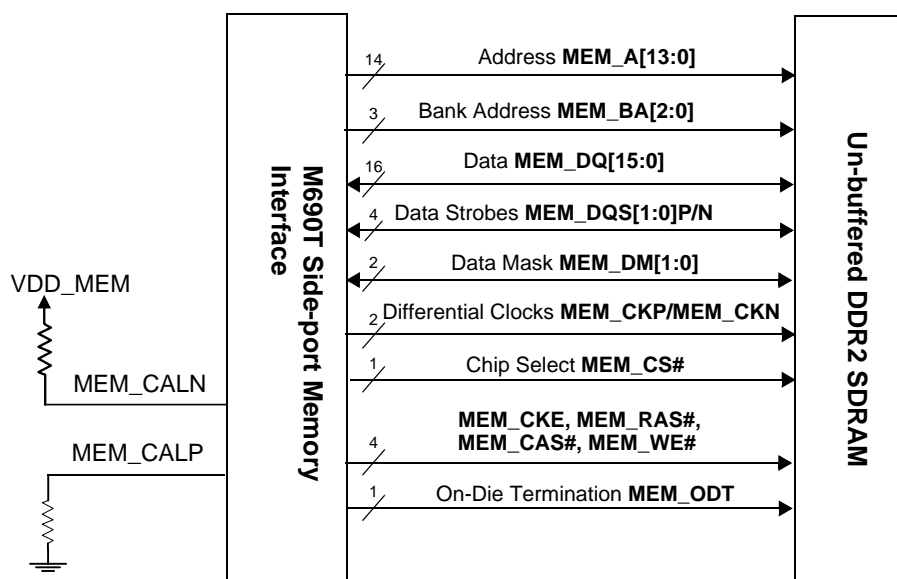 14
Address MEM_A[13:0]
3
Bank Address MEM_BA[2:0]
16
Data MEM_DQ[15:0]
4
Data Strobes MEM_DQS[1:0]P/N
2
Data Mask MEM_DM[1:0]
2
Differential Clocks MEM_CKP/MEM_CKN
1
Chip Select MEM_CS#
MEM_CKE, MEM_RAS#,
MEM_CAS#, MEM_WE#
4
1
On-Die Termination MEM_ODT
VDD_MEM
MEM_CALN
MEM_CALP
M690T Side-port Memory
Interface
Un-buffered DDR2 SDRAM